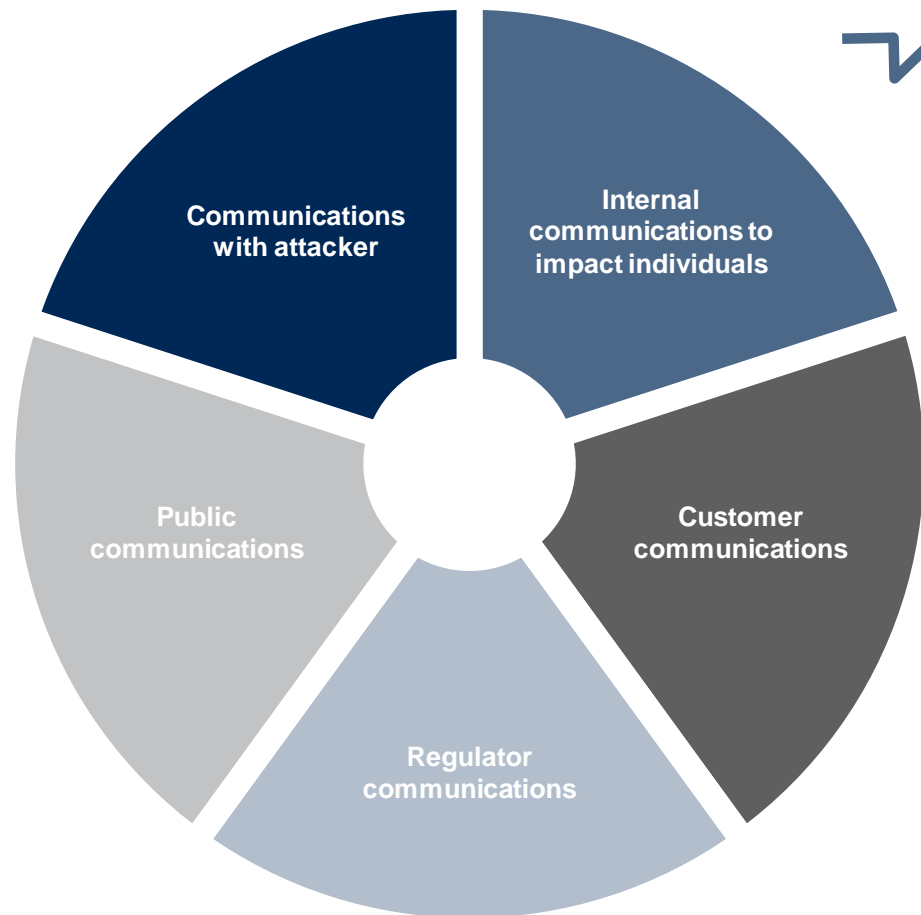 Communications
with attacker
Internal
communications to
impact individuals
Public
communications
Customer
communications
Regulator
communications